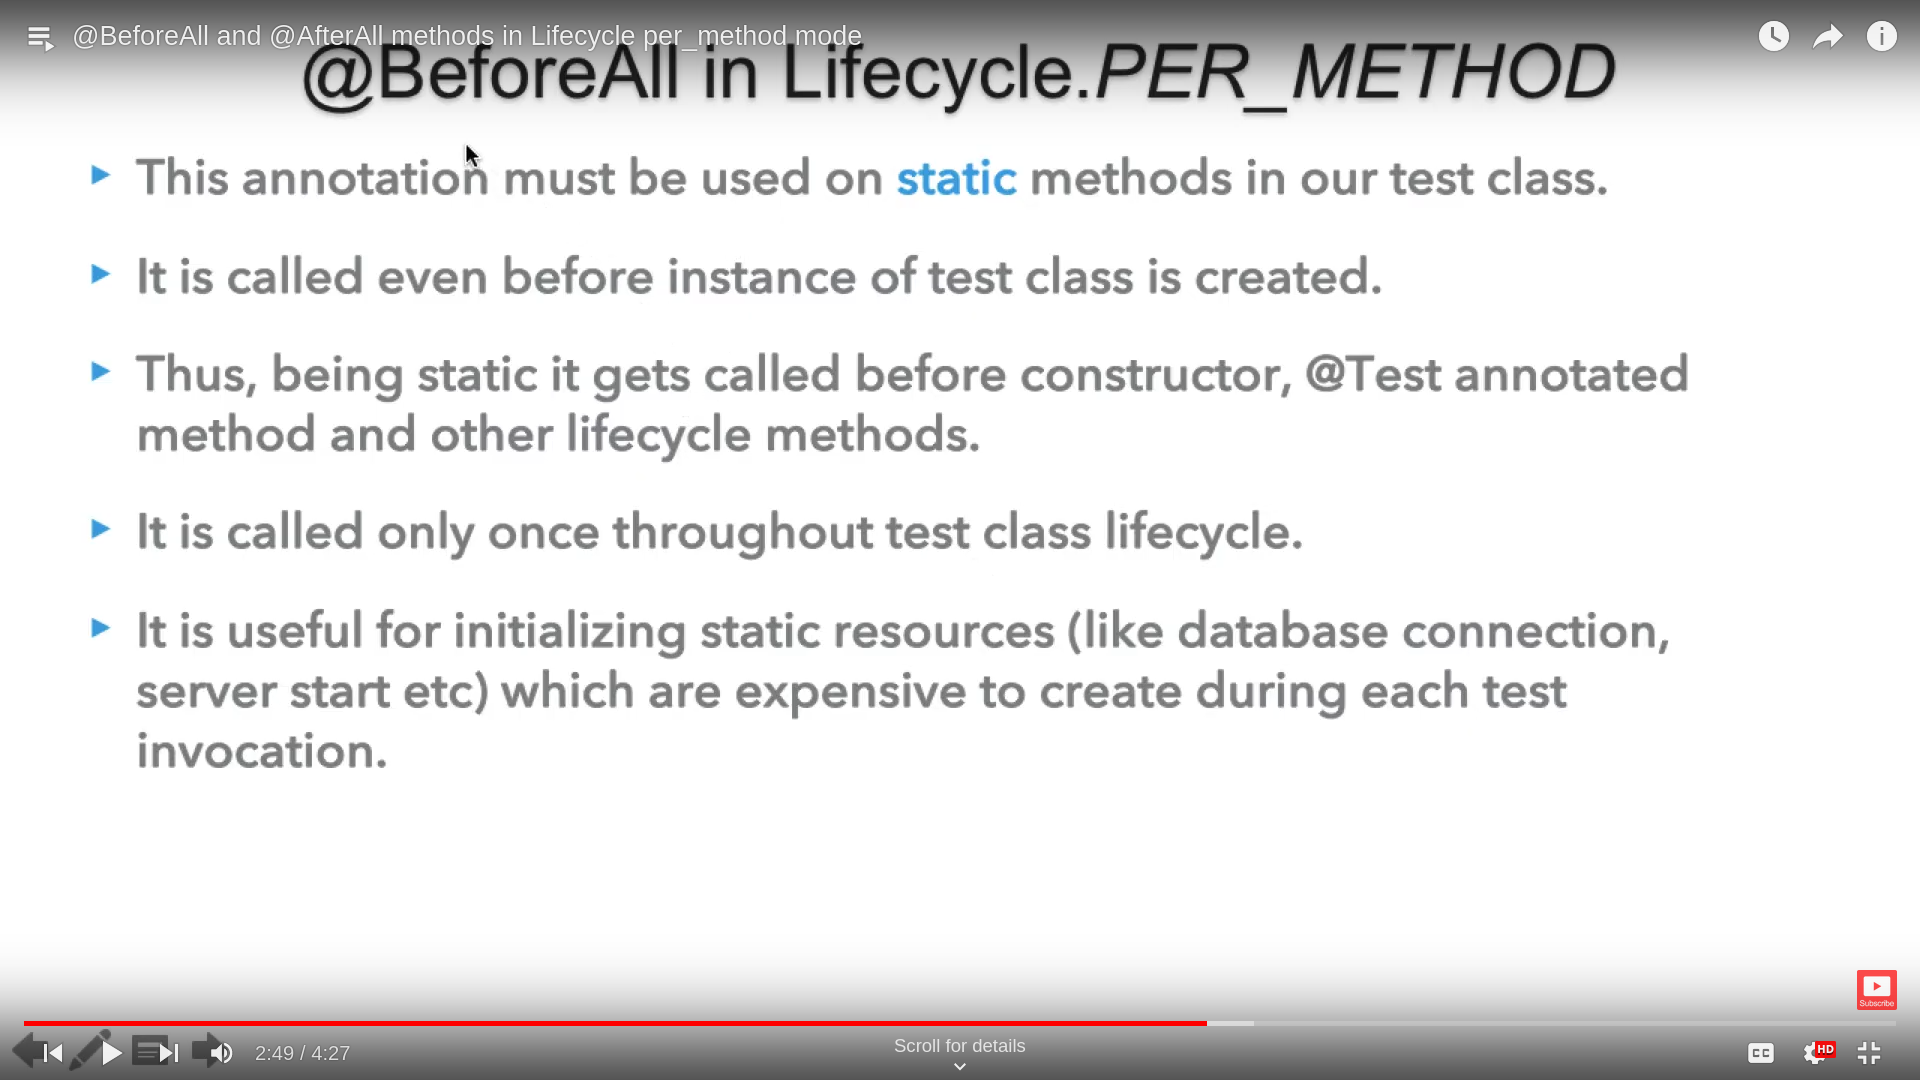 @BeforeAll and @AfterAll methods in Lifecycle per_method mode
@BeforeAll in Lifecycle.PER_METHOD
This annotation must be used on static methods in our test class.
It is called even before instance of test class is created.
Thus, being static it gets called before constructor, @Test annotated
method and other lifecycle methods.
It is called only once throughout test class lifecycle.
It is useful for initializing static resources (like database connection,
server start etc) which are expensive to create during each test
invocation.
Subscribe
2:49 / 4:27
Scroll for details
CC
HD